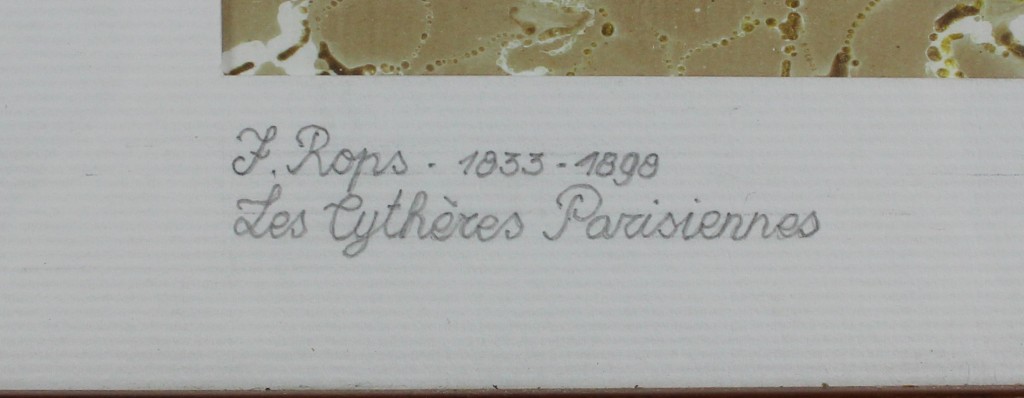 F. Rops. 1833-1898
Les Cythères Parisiennes